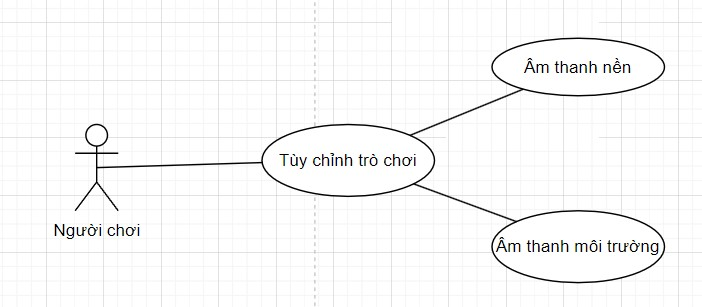 Âm thanh nền
Tùy chỉnh trò chơi
Người chơi
Âm thanh môi trường